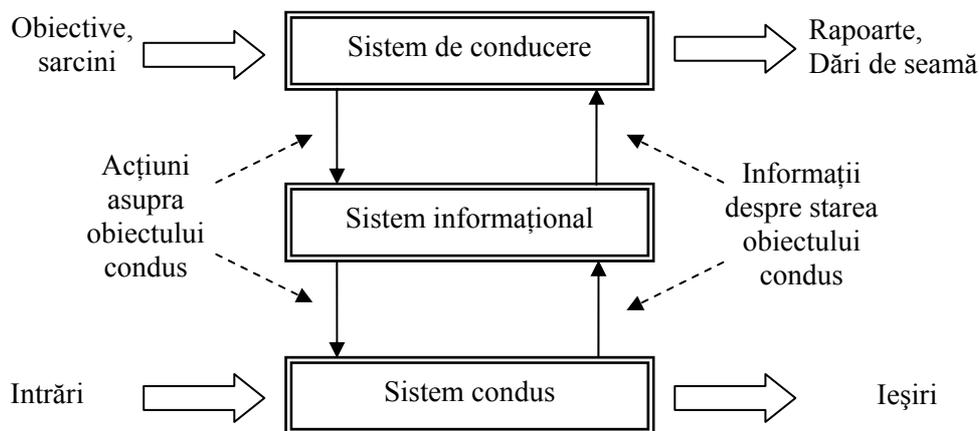 Obiective,
sarcini
Sistem de conducere
Rapoarte,
Dări de seamă
Acțiuni
asupra
obiectului
condus
Sistem informațional
Informații
despre starea
obiectului
condus
Intrări
Sistem condus
Ieşiri